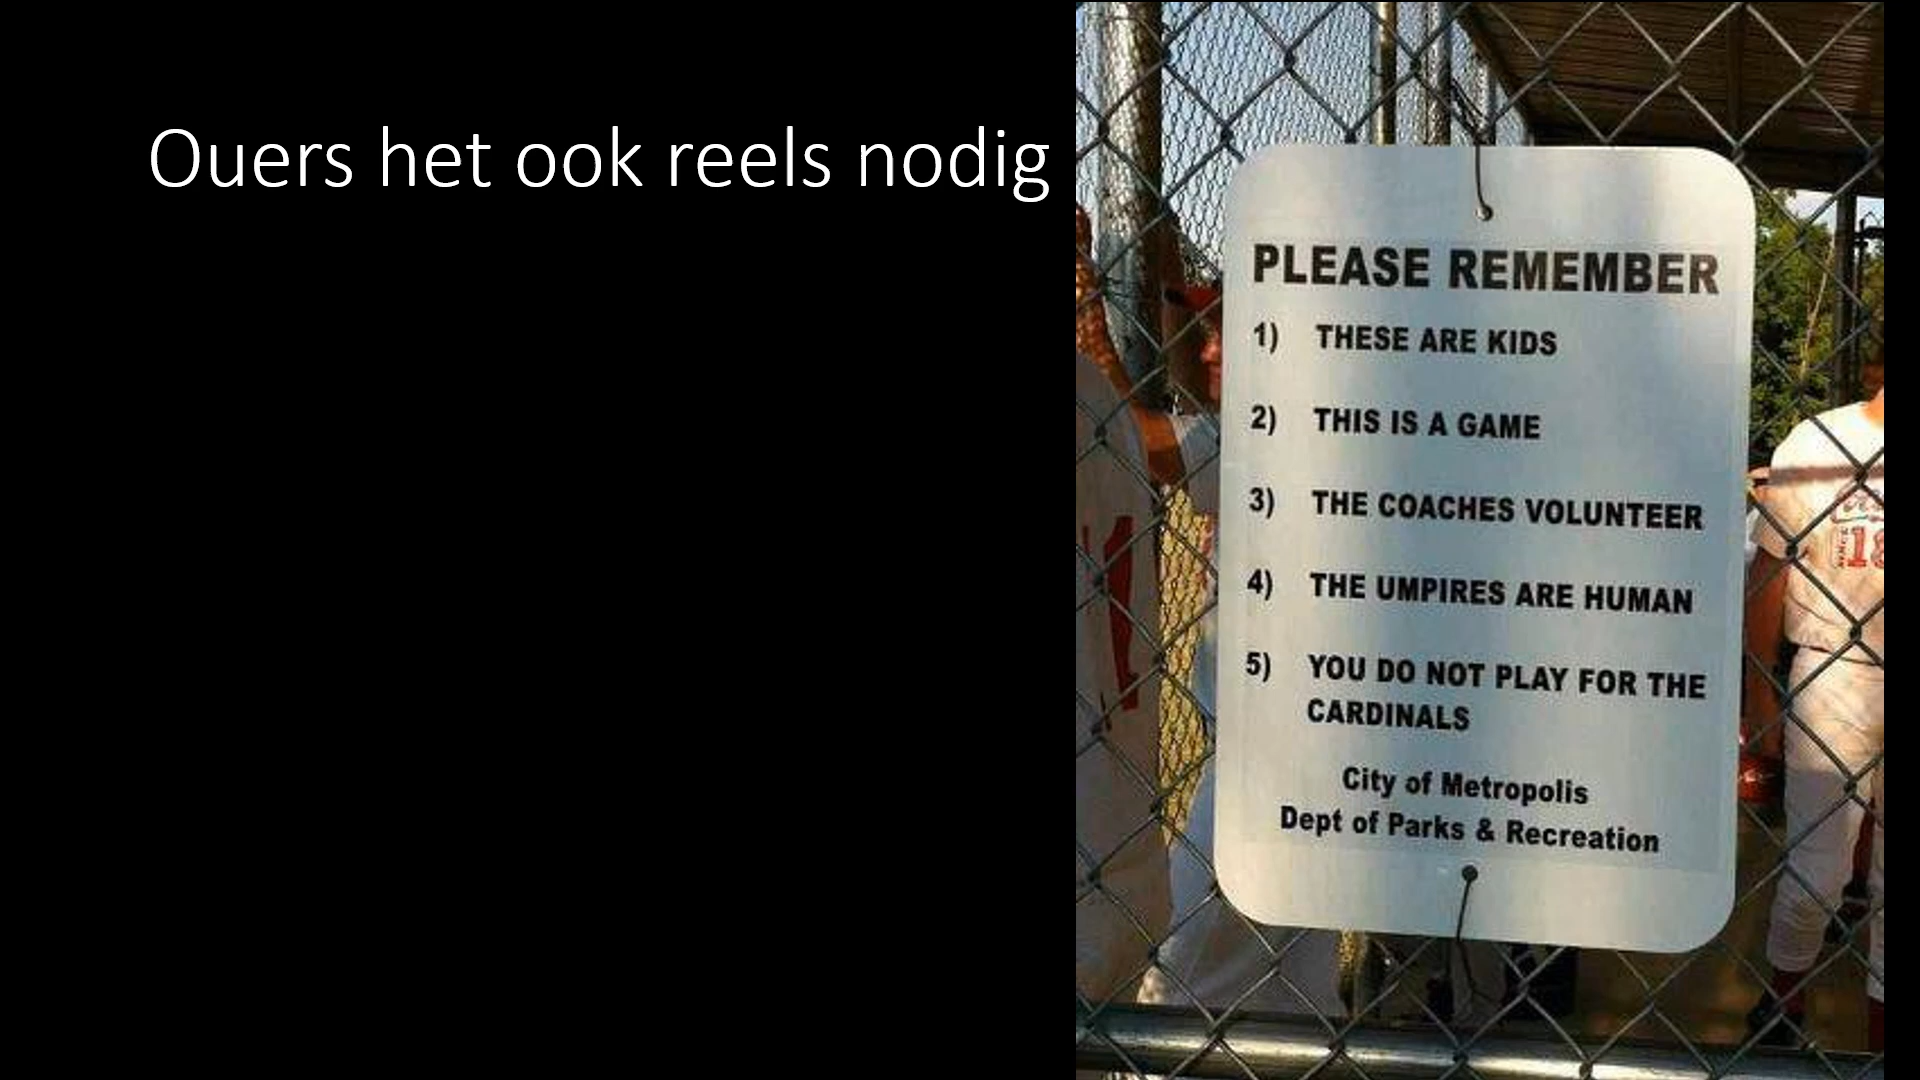 Ouers het ook reels nodig
PLEASE REMEMBER
1) THESE ARE KIDS
2) THIS IS A GAME
3) THE COACHES VOLUNTEER
4) THE UMPIRES ARE HUMAN
5) YOU DO NOT PLAY FOR THE
CARDINALS
City of Metropolis
Dept of Parks & Recreation